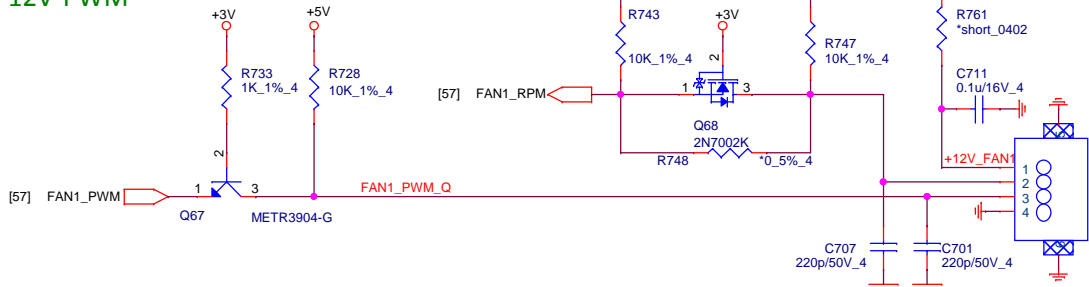 12V PWM
+3V
+5V
R733
1K_1%_4
R728
10K_1%_4
2
[57] FAN1_PWM
1
3
Q67
METR3904-G
FAN1_PWM_Q
R743
10K_1%_4
+3V
R747
10K_1%_4
2
[57] FAN1_RPM
1
3
Q68
2N7002K
R748
*0_5%_4
R761
*short_0402
C711
0.1u/16V_4
+12V_FAN1
1
2
3
4
C707
220p/50V_4
C701
220p/50V_4